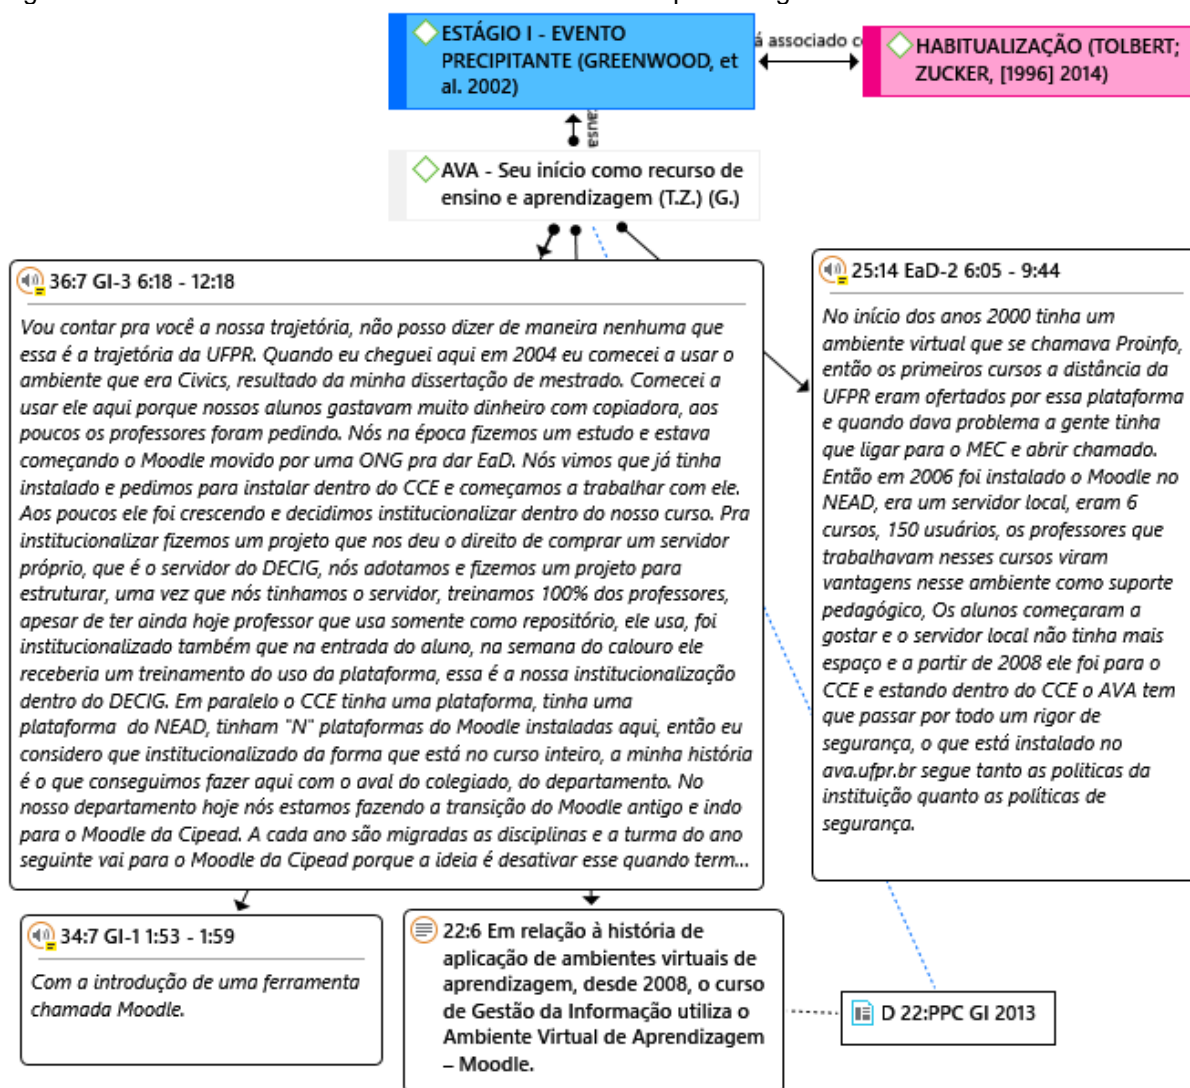 ESTÁGIO I - EVENTO
PRECIPITANTE (GREENWOOD, et
al. 2002)
á associado c
HABITUALIZAÇÃO (TOLBERT;
ZUCKER, [1996] 2014)
causa
AVA - Seu início como recurso de
ensino e aprendizagem (T.Z.) (G.)
36:7 GI-3 6:18 - 12:18
Vou contar pra você a nossa trajetória, não posso dizer de maneira nenhuma que
essa é a trajetória da UFPR. Quando eu cheguei aqui em 2004 eu comecei a usar o
ambiente que era Civics, resultado da minha dissertação de mestrado. Comecei a
usar ele aqui porque nossos alunos gastavam muito dinheiro com copiadora, aos
poucos os professores foram pedindo. Nós na época fizemos um estudo e estava
começando o Moodle movido por uma ONG pra dar EaD. Nós vimos que já tinha
instalado e pedimos para instalar dentro do CCE e começamos a trabalhar com ele.
Aos poucos ele foi crescendo e decidimos institucionalizar dentro do nosso curso. Pra
institucionalizar fizemos um projeto que nos deu o direito de comprar um servidor
próprio, que é o servidor do DECIG, nós adotamos e fizemos um projeto para
estruturar, uma vez que nós tinhamos o servidor, treinamos 100% dos professores,
apesar de ter ainda hoje professor que usa somente como repositório, ele usa, foi
institucionalizado também que na entrada do aluno, na semana do calouro ele
receberia um treinamento do uso da plataforma, essa é a nossa institucionalização
dentro do DECIG. Em paralelo o CCE tinha uma plataforma, tinha uma
plataforma do NEAD, tinham "N" plataformas do Moodle instaladas aqui, então eu
considero que institucionalizado da forma que está no curso inteiro, a minha história
é o que conseguimos fazer aqui com o aval do colegiado, do departamento. No
nosso departamento hoje nós estamos fazendo a transição do Moodle antigo e indo
para o Moodle da Cipead. A cada ano são migradas as disciplinas e a turma do ano
seguinte vai para o Moodle da Cipead porque a ideia é desativar esse quando term...
25:14 EaD-2 6:05 - 9:44
No início dos anos 2000 tinha um
ambiente virtual que se chamava Proinfo,
então os primeiros cursos a distância da
UFPR eram ofertados por essa plataforma
e quando dava problema a gente tinha
que ligar para o MEC e abrir chamado.
Então em 2006 foi instalado o Moodle no
NEAD, era um servidor local, eram 6
cursos, 150 usuários, os professores que
trabalhavam nesses cursos viram
vantagens nesse ambiente como suporte
pedagógico, Os alunos começaram a
gostar e o servidor local não tinha mais
espaço e a partir de 2008 ele foi para o
CCE e estando dentro do CCE o AVA tem
que passar por todo um rigor de
segurança, o que está instalado no
ava.ufpr.br segue tanto as politicas da
instituição quanto as políticas de
segurança.
34:7 GI-1 1:53 - 1:59
Com a introdução de uma ferramenta
chamada Moodle.
22:6 Em relação à história de
aplicação de ambientes virtuais de
aprendizagem, desde 2008, o curso
de Gestão da Informação utiliza o
Ambiente Virtual de Aprendizagem
– Moodle.
D 22:PPC GI 2013